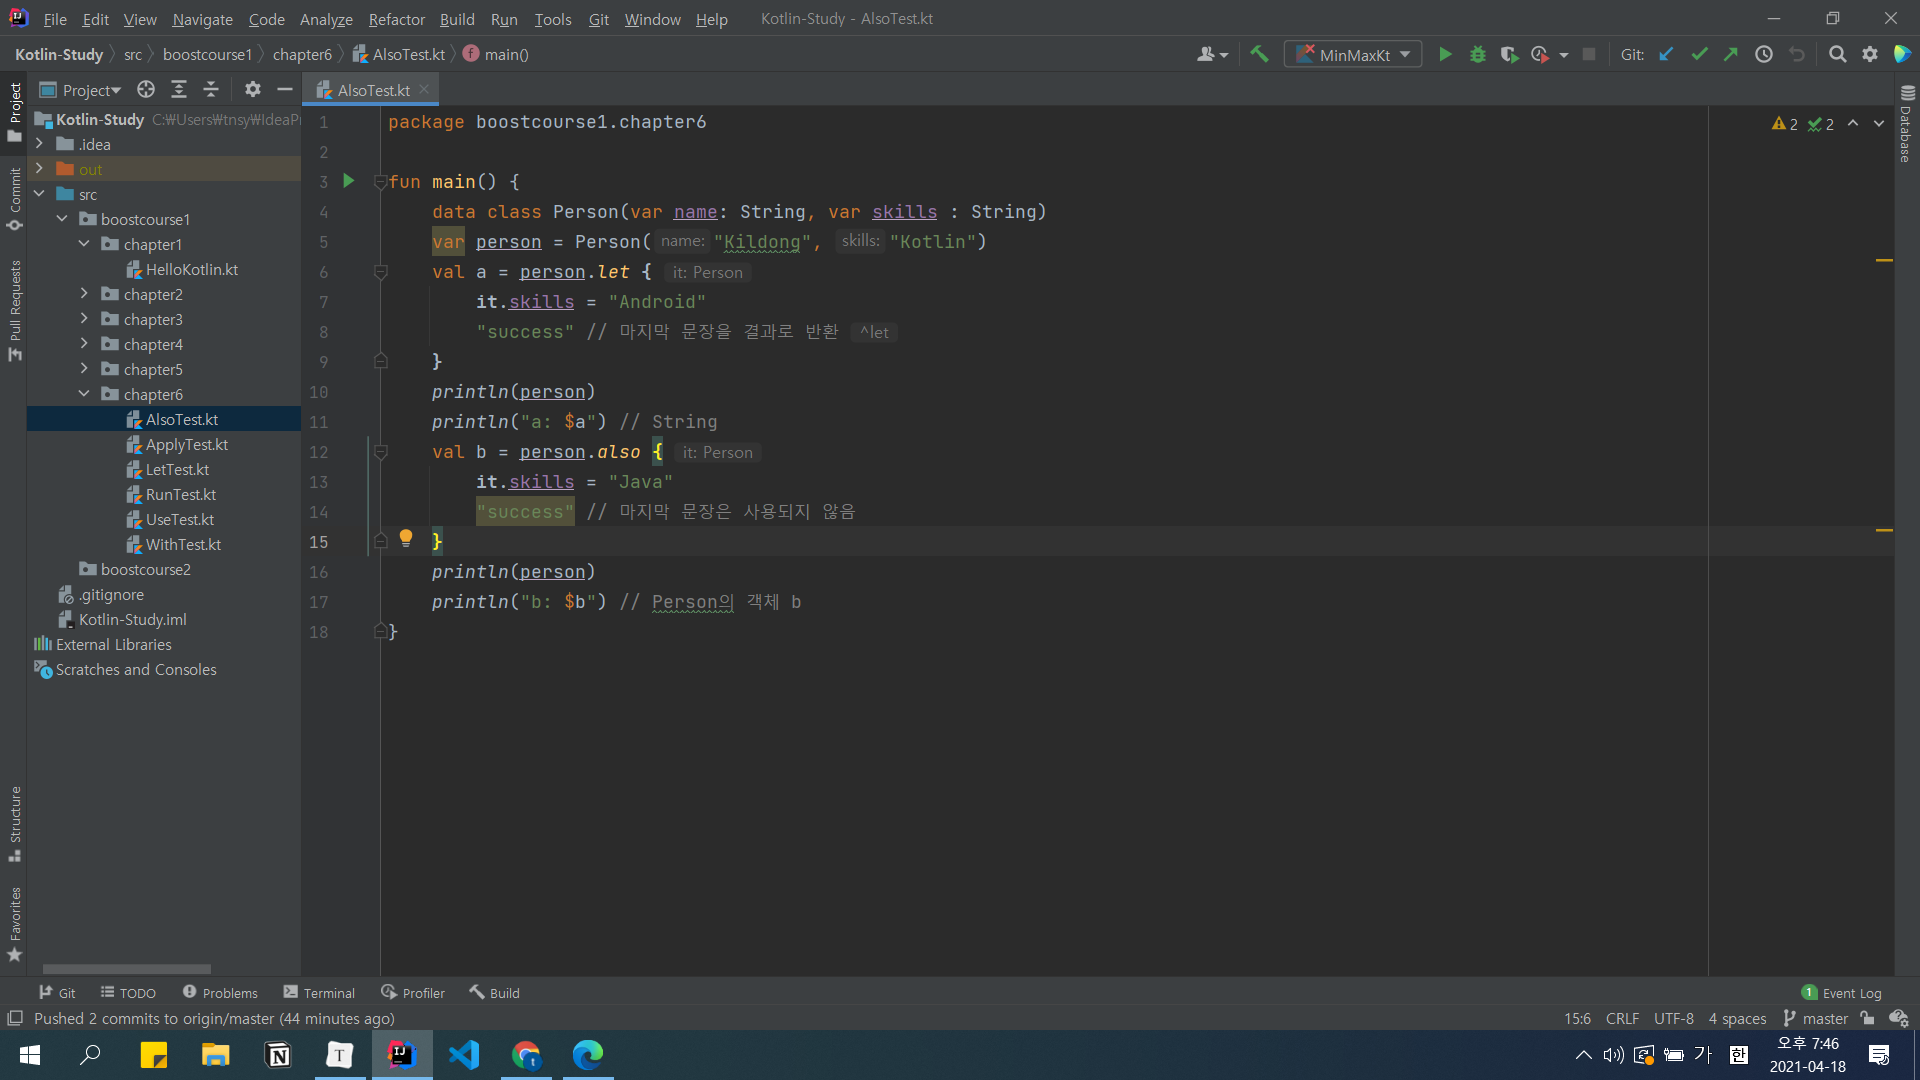 File Edit View Navigate Code Analyze Refactor Build Run Tools Git Window Help Kotlin-Study - AlsoTest.kt
Kotlin-Study src boostcourse1 chapter6 AlsoTest.kt main() MinMaxKt Git:
Project AlsoTest.kt
Kotlin-Study C:₩Users₩tnsy₩IdeaPr
.idea
out
src
boostcourse1
chapter1
HelloKotlin.kt
chapter2
chapter3
chapter4
chapter5
chapter6
AlsoTest.kt
ApplyTest.kt
LetTest.kt
RunTest.kt
UseTest.kt
WithTest.kt
boostcourse2
.gitignore
Kotlin-Study.iml
External Libraries
Scratches and Consoles
Project
Commit
Pull Requests
Structure
Favorites
1 package boostcourse1.chapter6
2
3 fun main() {
4 data class Person(var name: String, var skills : String)
5 var person = Person( name: "Kildong", skills: "Kotlin")
6 val a = person.let { it: Person
7 it.skills = "Android"
8 "success" // 마지막 문장을 결과로 반환 ^let
9 }
10 println(person)
11 println("a: $a") // String
12 val b = person.also { it: Person
13 it.skills = "Java"
14 "success" // 마지막 문장은 사용되지 않음
15 }
16 println(person)
17 println("b: $b") // Person의 객체 b
18 }
2 2
Database
Git TODO Problems Terminal Profiler Build 1 Event Log
Pushed 2 commits to origin/master (44 minutes ago) 15:6 CRLF UTF-8 4 spaces master
가 한 오후 7:46
2021-04-18